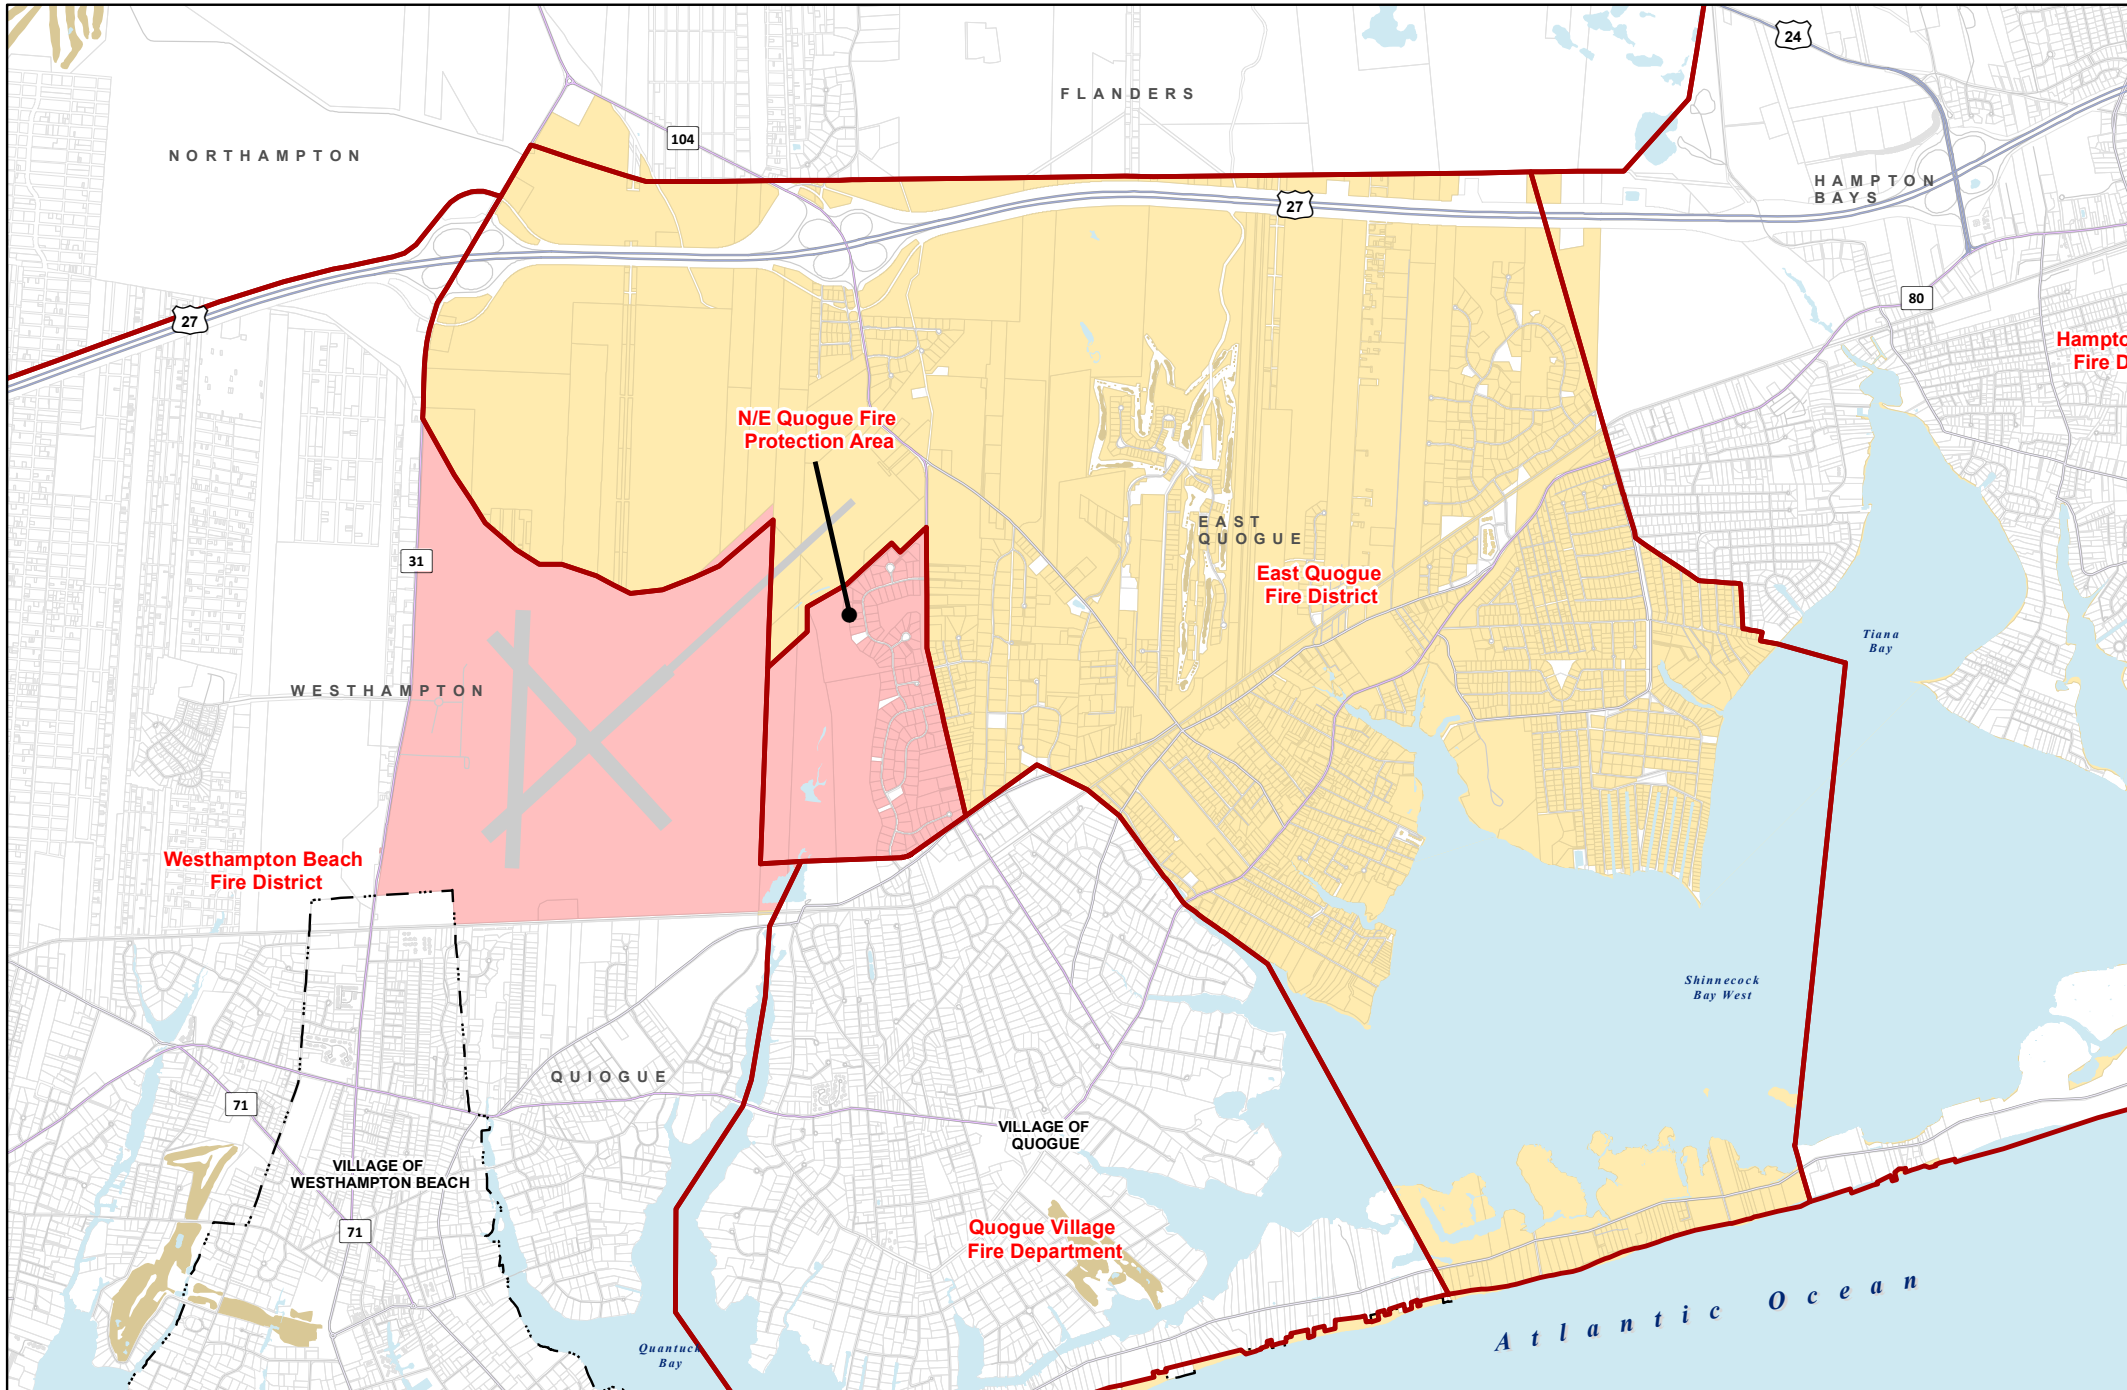 24
FLANDERS
104
NORTHAMPTON
HAMPTON
BAYS
27
80
27
Hampto
Fire D
N/E Quogue Fire
Protection Area
EAST
QUOGUE
31
East Quogue
Fire District
Tiana
Bay
WESTHAMPTON
Westhampton Beach
Fire District
Shinnecock
Bay West
QUIOGUE
71
VILLAGE OF
QUOGUE
VILLAGE OF
WESTHAMPTON BEACH
71
Quogue Village
Fire Department
Atlantic Ocean
Quantuck
Bay